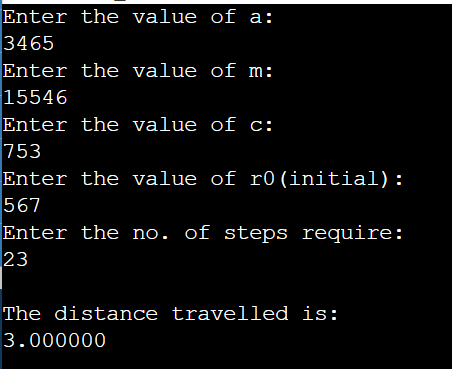 Enter the value of a:
3465
Enter the value of m:
15546
Enter the value of c:
753
Enter the value of r0(initial):
567
Enter the no. of steps require:
23
The distance travelled is:
3.000000